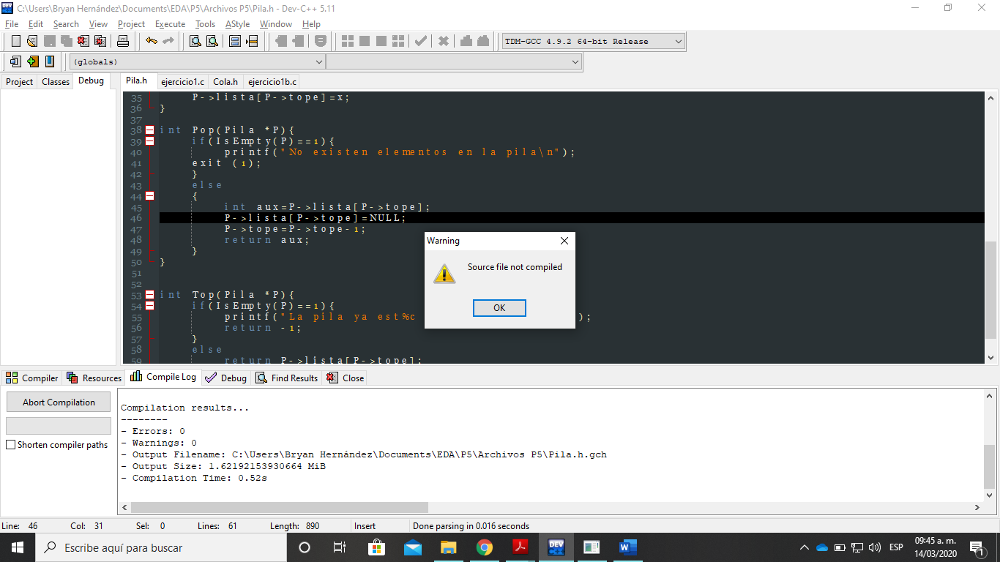 C:\Users\Bryan Hernández\Documents\EDA\P5\Archivos P5\Pila.h - Dev-C++ 5.11
File Edit Search View Project Execute Tools AStyle Window Help
TDM-GCC 4.9.2 64-bit Release
(globals)
Project Classes Debug Pila.h ejercicio1.c Cola.h ejercicio1b.c
35 P->lista[P->tope]=x;
36 }
37
38 int Pop(Pila *P){
39 if(IsEmpty(P)==1){
40 printf("No existen elementos en la pila\n");
41 exit (1);
42 }
43 else
44 {
45 int aux=P->lista[P->tope];
46 P->lista[P->tope]=NULL;
47 P->tope=P->tope-1;
48 return aux;
49 }
50 }
51
52
53 int Top(Pila *P){
54 if(IsEmpty(P)==1){
55 printf("La pila ya est%c );
56 return -1;
57 }
58 else
59 return P->lista[P->tope];
Warning
Source file not compiled
OK
Compiler Resources Compile Log Debug Find Results Close
Abort Compilation
Shorten compiler paths
Compilation results...
--------
- Errors: 0
- Warnings: 0
- Output Filename: C:\Users\Bryan Hernández\Documents\EDA\P5\Archivos P5\Pila.h.gch
- Output Size: 1.62192153930664 MiB
- Compilation Time: 0.52s
Line: 46 Col: 31 Sel: 0 Lines: 61 Length: 890 Insert Done parsing in 0.016 seconds
Escribe aquí para buscar
ESP
09:45 a. m.
14/03/2020
1